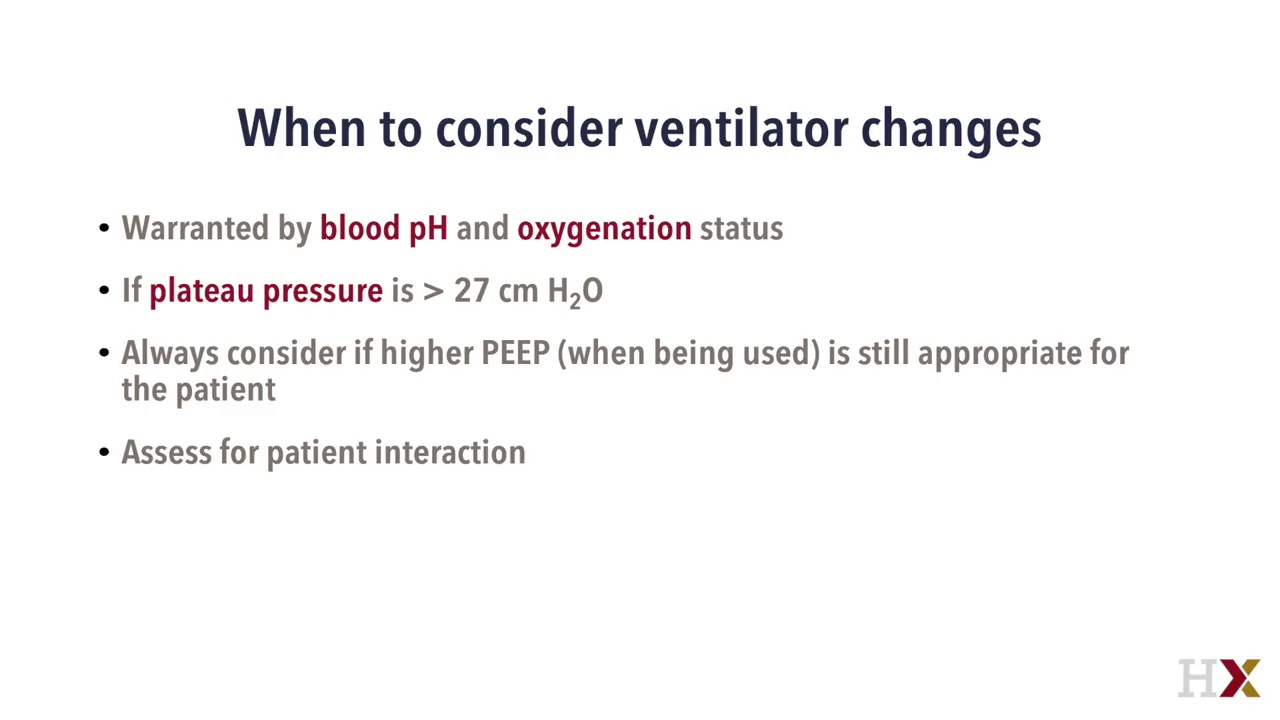 When to consider ventilator changes
• Warranted by blood pH and oxygenation status
• If plateau pressure is > 27 cm H₂O
• Always consider if higher PEEP (when being used) is still appropriate for
the patient
• Assess for patient interaction
HX